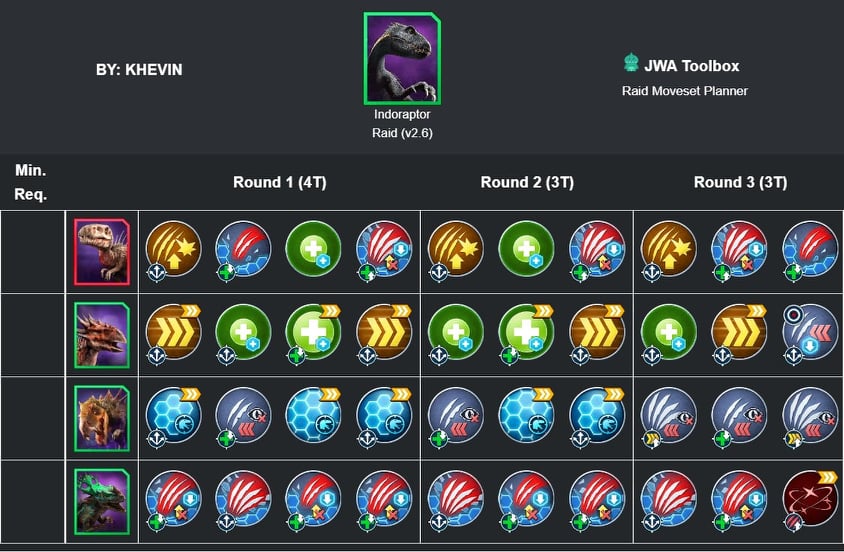 BY: KHEVIN
Indoraptor
Raid (v2.6)
JWA Toolbox
Raid Moveset Planner
Min.
Req.
Round 1 (4T)
Round 2 (3T)
Round 3 (3T)